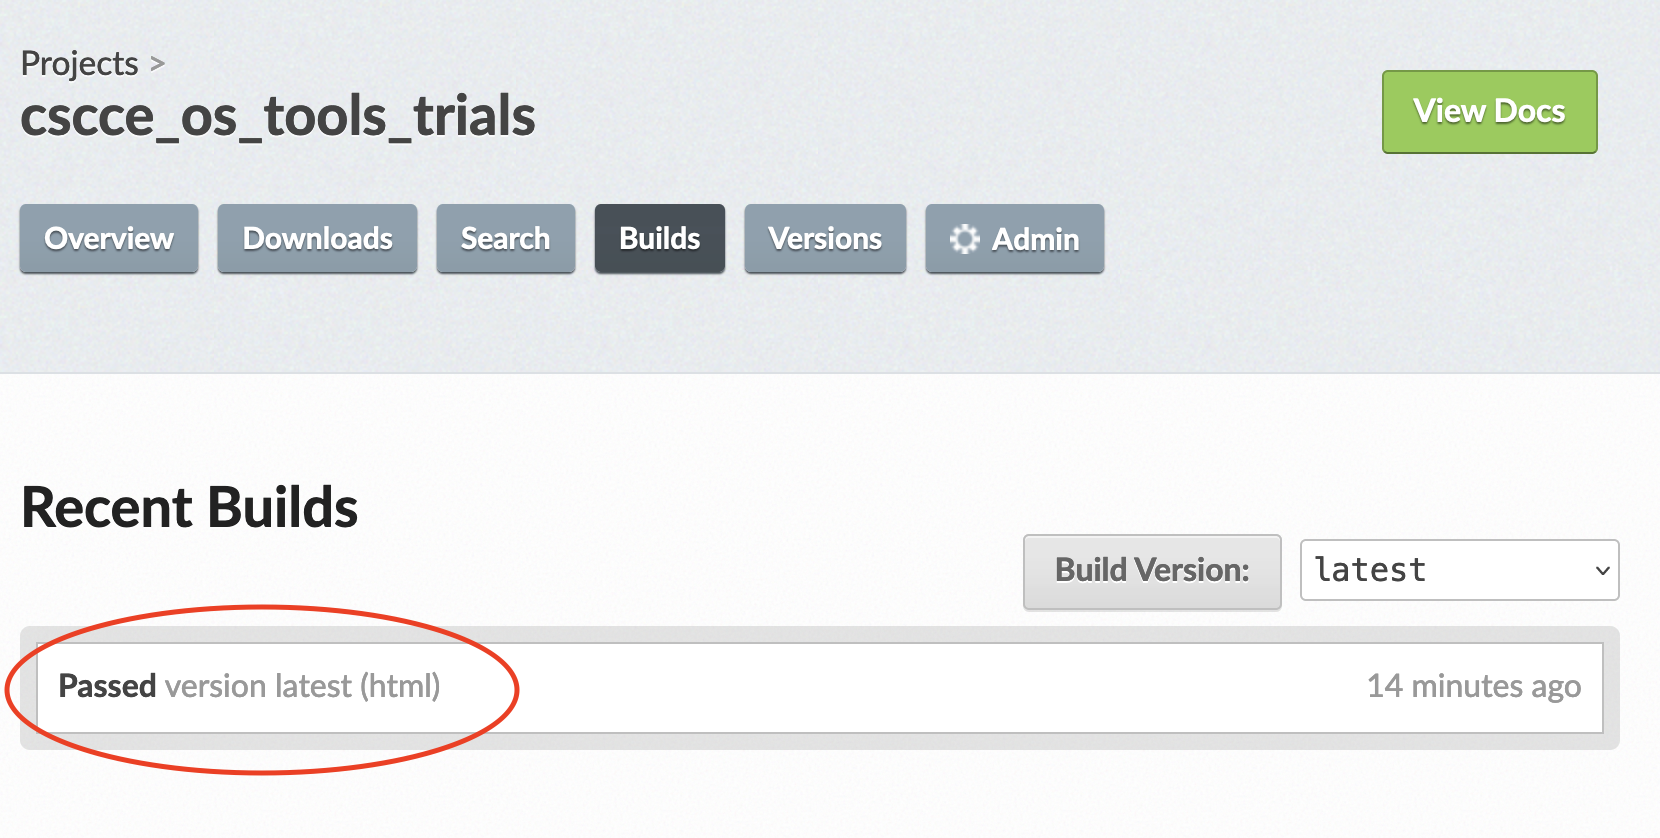 Projects >
cscce_os_tools_trials
View Docs
Overview Downloads Search Builds Versions Admin
Recent Builds
Build Version: latest
Passed version latest (html) 14 minutes ago